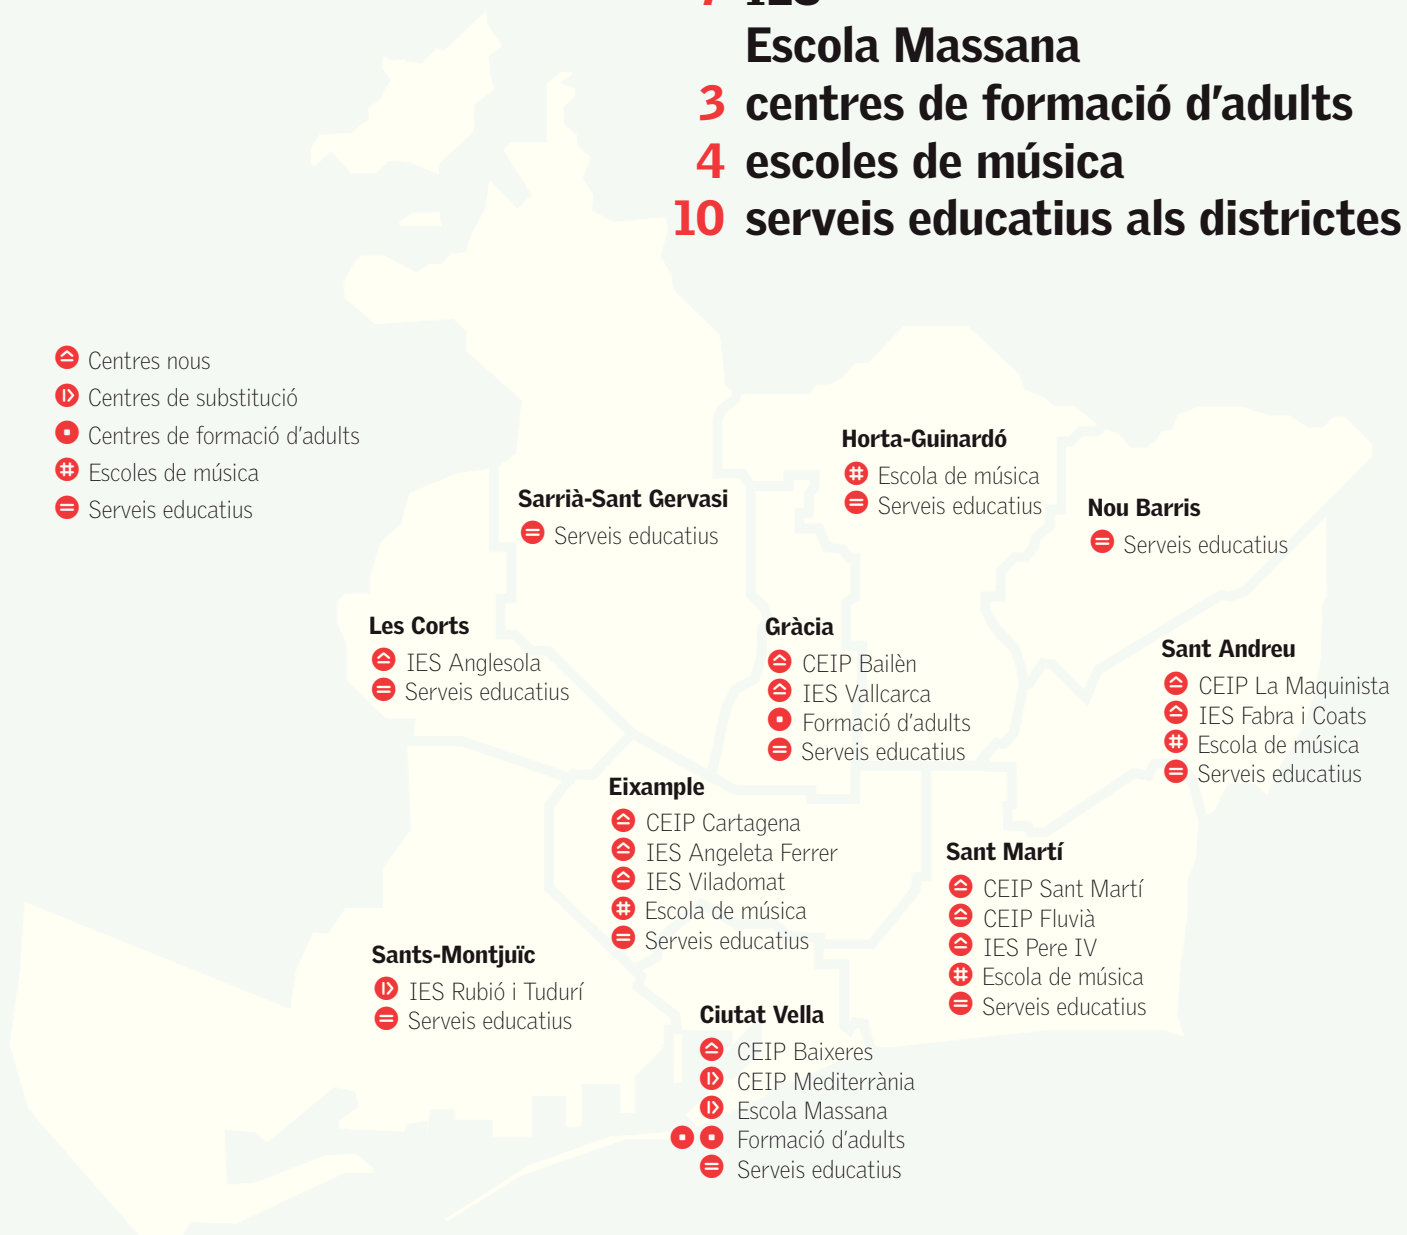 7 IES
Escola Massana
3 centres de formació d'adults
4 escoles de música
10 serveis educatius als districtes
Centres nous
Centres de substitució
Centres de formació d'adults
Escoles de música
Serveis educatius
Horta-Guinardó
Escola de música
Serveis educatius
Sarrià-Sant Gervasi
Serveis educatius
Nou Barris
Serveis educatius
Les Corts
IES Anglesola
Serveis educatius
Gràcia
CEIP Bailèn
IES Vallcarca
Formació d'adults
Serveis educatius
Sant Andreu
CEIP La Maquinista
IES Fabra i Coats
Escola de música
Serveis educatius
Eixample
CEIP Cartagena
IES Angeleta Ferrer
IES Viladomat
Escola de música
Serveis educatius
Sant Martí
CEIP Sant Martí
CEIP Fluvià
IES Pere IV
Escola de música
Serveis educatius
Sants-Montjuïc
IES Rubió i Tudurí
Serveis educatius
Ciutat Vella
CEIP Baixeres
CEIP Mediterrània
Escola Massana
Formació d'adults
Serveis educatius